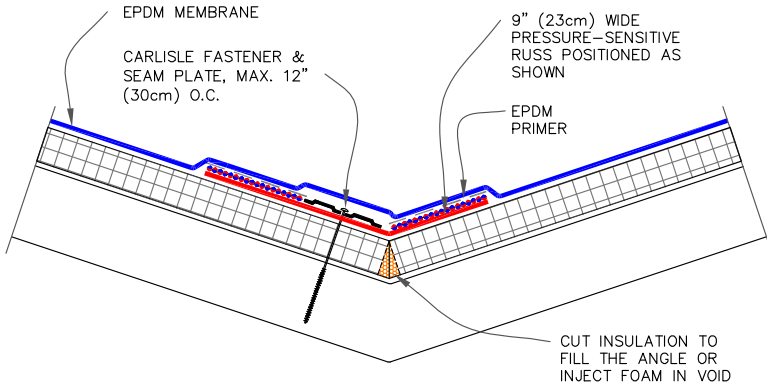 EPDM MEMBRANE
CARLISLE FASTENER &
SEAM PLATE, MAX. 12"
(30cm) O.C.
9" (23cm) WIDE
PRESSURE-SENSITIVE
RUSS POSITIONED AS
SHOWN
EPDM
PRIMER
CUT INSULATION TO
FILL THE ANGLE OR
INJECT FOAM IN VOID